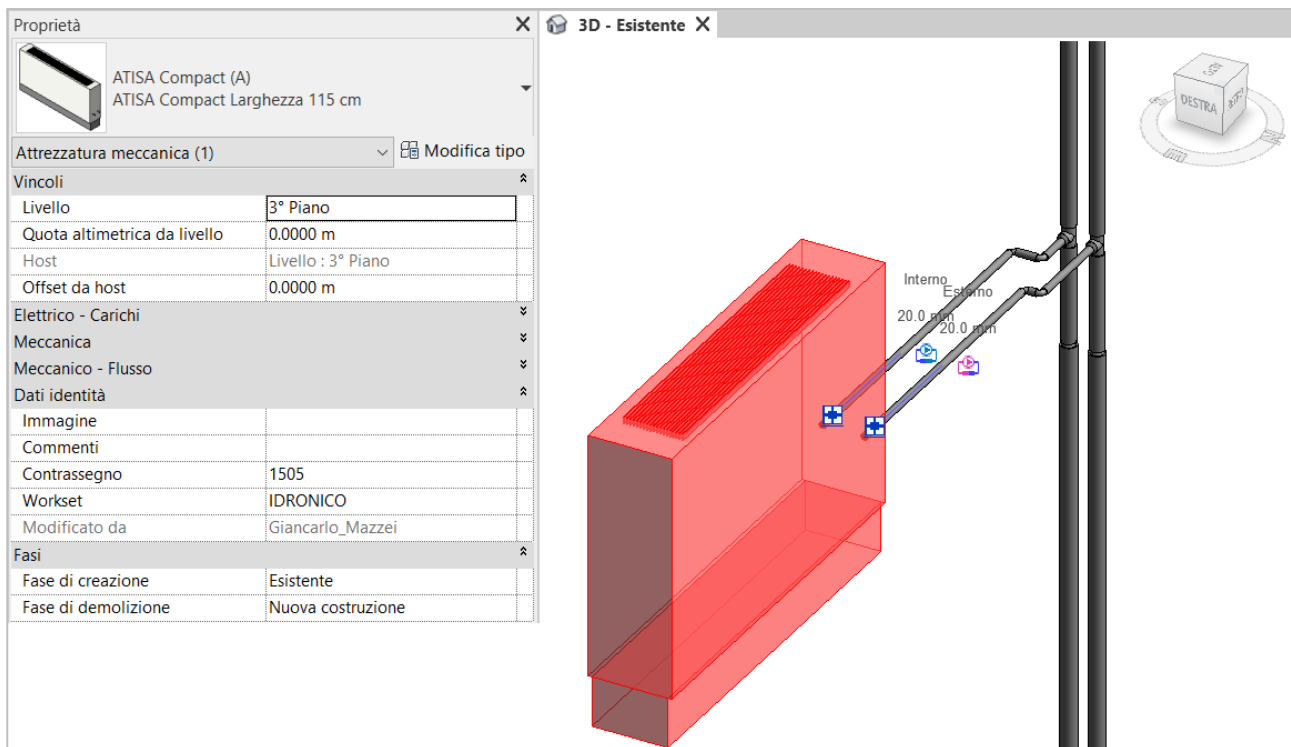 Proprietà
ATISA Compact (A)
ATISA Compact Larghezza 115 cm
Attrezzatura meccanica (1)
Modifica tipo
Vincoli
Livello 3° Piano
Quota altimetrica da livello 0.0000 m
Host Livello : 3° Piano
Offset da host 0.0000 m
Elettrico - Carichi
Meccanica
Meccanico - Flusso
Dati identità
Immagine
Commenti
Contrassegno 1505
Workset IDRONICO
Modificato da Giancarlo_Mazzei
Fasi
Fase di creazione Esistente
Fase di demolizione Nuova costruzione
3D - Esistente
DESTRA
Interno
Esterno
20.0 mm
20.0 mm